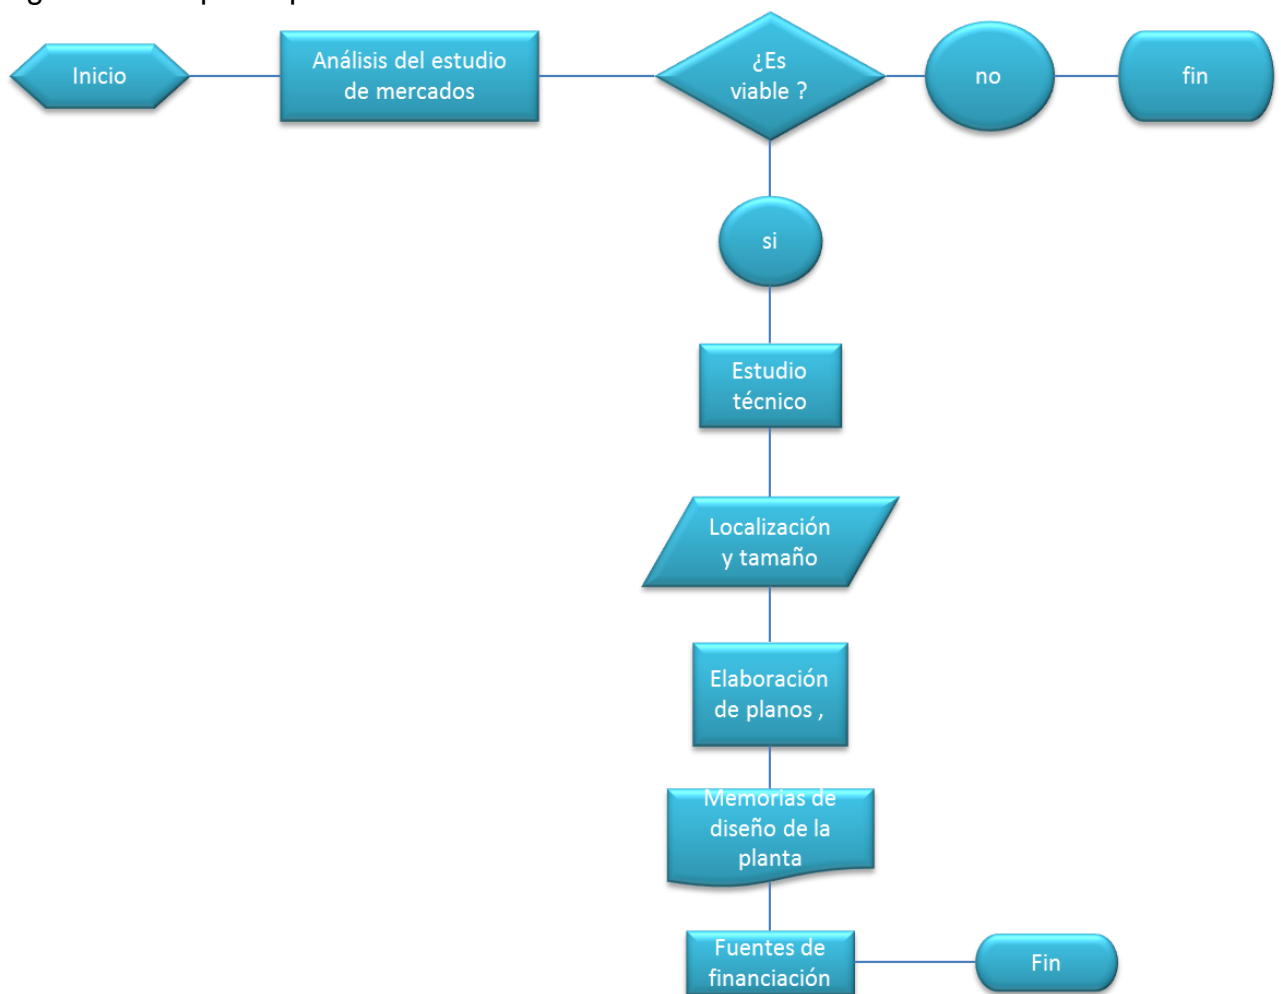 Inicio
Análisis del estudio
de mercados
¿Es
viable ?
no
fin
si
Estudio
técnico
Localización
y tamaño
Elaboración
de planos ,
Memorias de
diseño de la
planta
Fuentes de
financiación
Fin